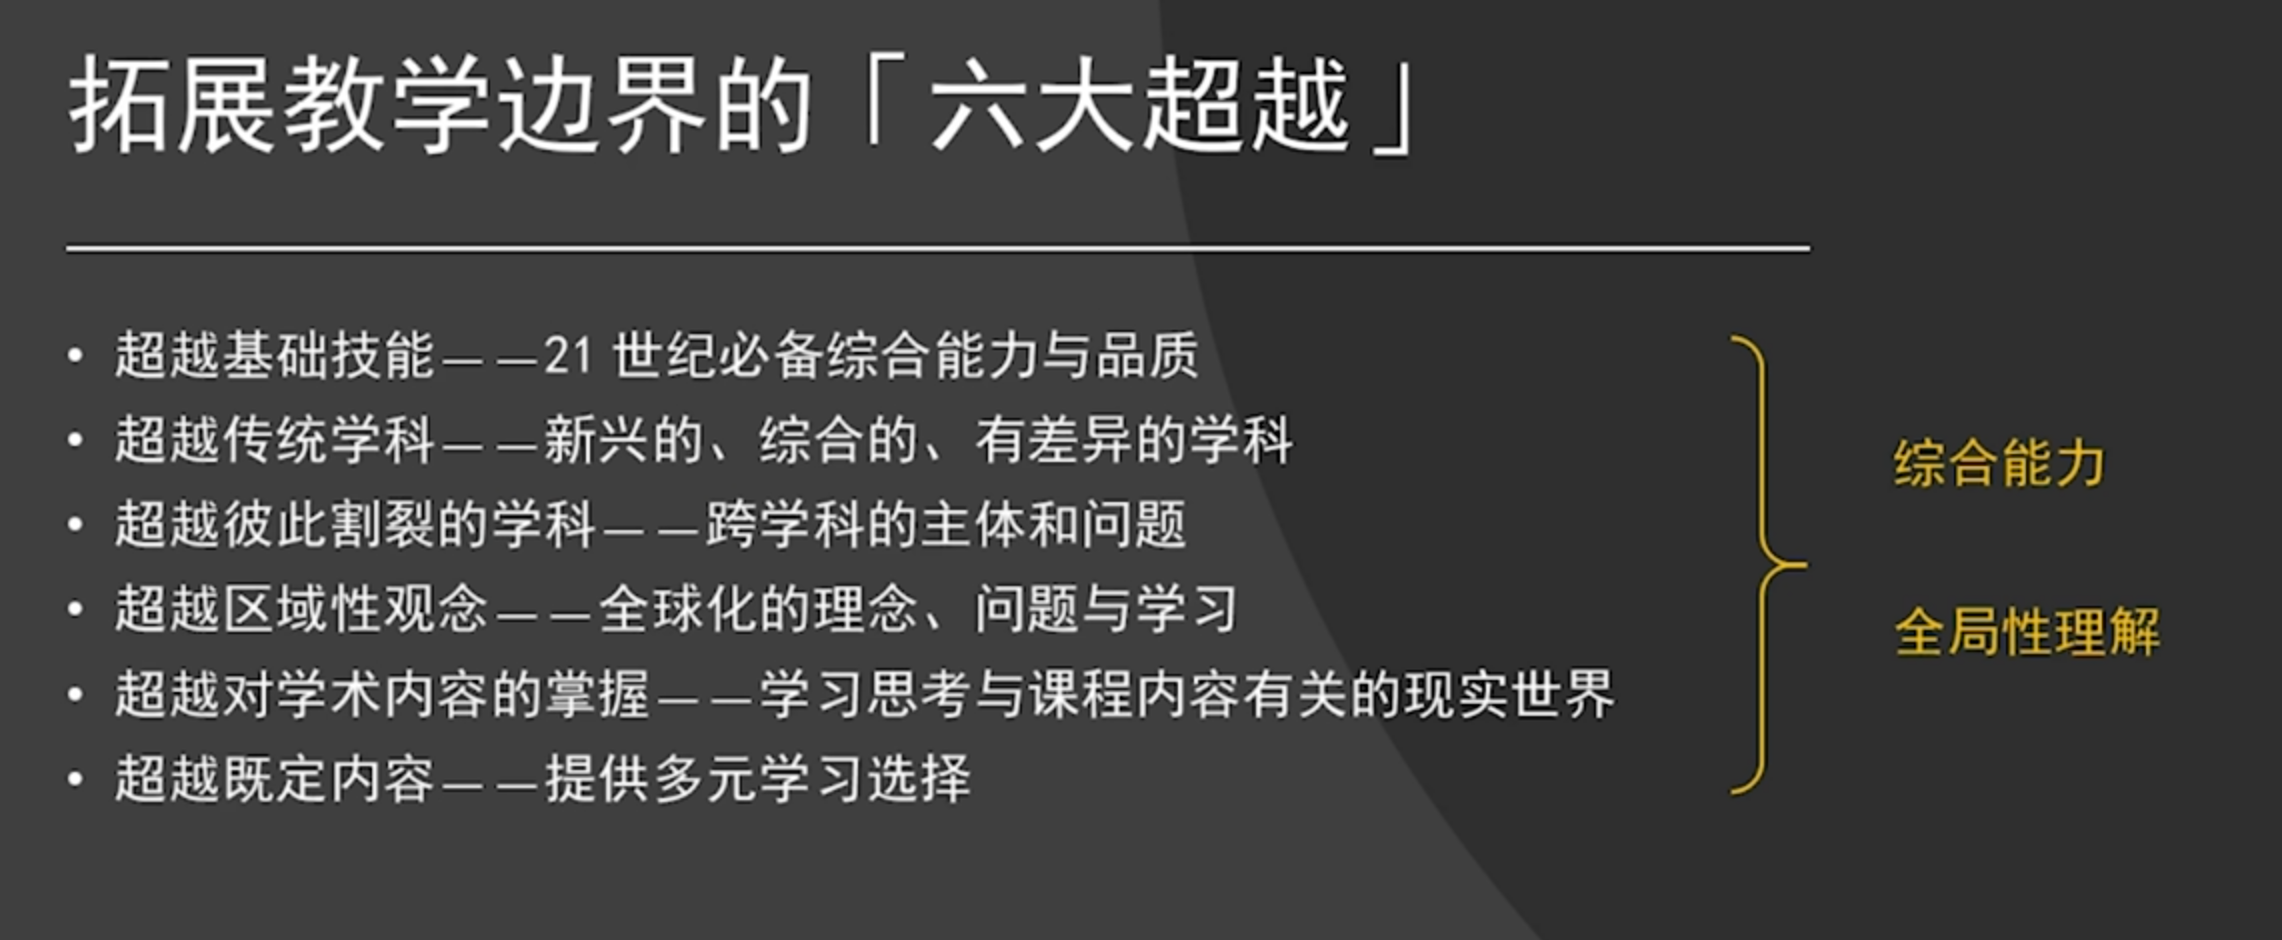 拓展教学边界的「六大超越」
• 超越基础技能——21 世纪必备综合能力与品质
• 超越传统学科——新兴的、综合的、有差异的学科
• 超越彼此割裂的学科——跨学科的主体和问题
• 超越区域性观念——全球化的理念、问题与学习
• 超越对学术内容的掌握——学习思考与课程内容有关的现实世界
• 超越既定内容——提供多元学习选择
综合能力
全局性理解